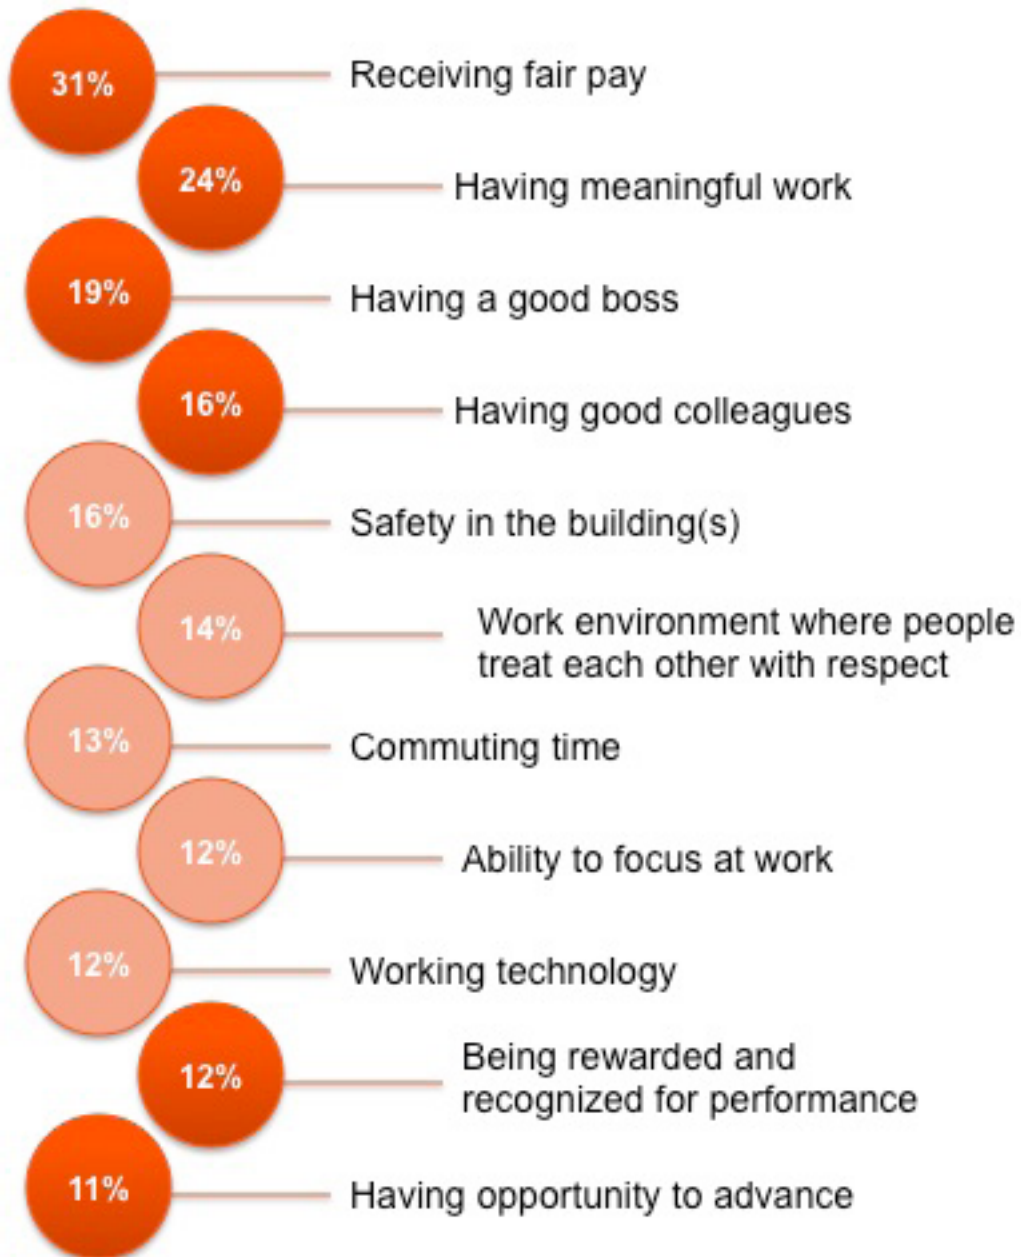 31%
Receiving fair pay
24%
Having meaningful work
19%
Having a good boss
16%
Having good colleagues
16%
Safety in the building(s)
14%
Work environment where people
treat each other with respect
13%
Commuting time
12%
Ability to focus at work
12%
Working technology
12%
Being rewarded and
recognized for performance
11%
Having opportunity to advance